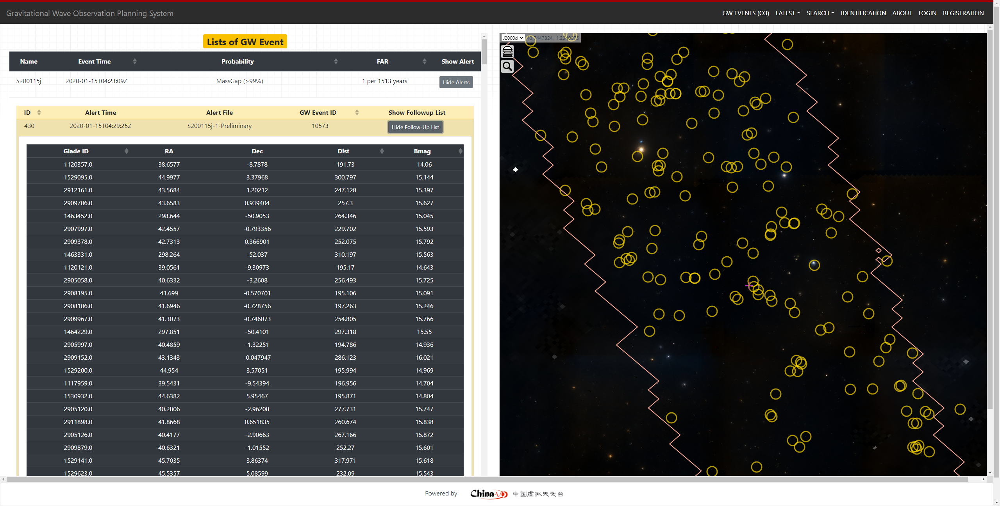 Gravitational Wave Observation Planning System
GW EVENTS (O3) LATEST SEARCH IDENTIFICATION ABOUT LOGIN REGISTRATION
Lists of GW Event
Name Event Time Probability FAR Show Alert
S200115j 2020-01-15T04:23:09Z MassGap (>99%) 1 per 1513 years Hide Alerts
ID Alert Time Alert File GW Event ID Show Followup List
430 2020-01-15T04:29:25Z S200115j-1-Preliminary 10573 Hide Follow-Up List
Glade ID RA Dec Dist Bmag
1120357.0 38.6577 -8.7878 191.73 14.06
1529095.0 44.9977 3.37968 300.797 15.144
2912161.0 43.5684 1.20212 247.128 15.397
2909706.0 43.6583 0.939404 257.3 15.627
1463452.0 298.644 -50.9053 264.346 15.045
2907997.0 42.4557 -0.793356 229.702 15.593
2909378.0 42.7313 0.366901 252.075 15.792
1463331.0 298.264 -52.037 310.197 15.563
1120121.0 39.0561 -9.30973 195.17 14.643
2905058.0 40.6332 -3.2608 256.493 15.725
2908195.0 41.699 -0.570701 195.106 15.091
2908106.0 41.6946 -0.728756 197.263 15.246
2909967.0 41.3073 -0.746073 254.805 15.766
1464229.0 297.851 -50.4101 297.318 15.55
2905997.0 40.4859 -1.32251 194.786 14.936
2909152.0 43.1343 -0.047947 286.123 16.021
1529200.0 44.954 3.57051 195.994 14.969
1117959.0 39.5431 -9.54394 196.956 14.704
1530932.0 44.6382 5.95467 195.871 14.804
2905120.0 40.2806 -2.96208 277.731 15.747
2911898.0 41.8668 0.651835 260.674 15.838
2905126.0 40.4177 -2.90663 267.166 15.872
2909879.0 40.6321 -1.01552 252.27 15.601
1529141.0 45.7035 3.86374 317.971 15.618
1529623.0 45.5357 5.08599 232.09 15.543
J2000d 43.7447824 -1.2340075
Powered by China-VO 中国虚拟天文台